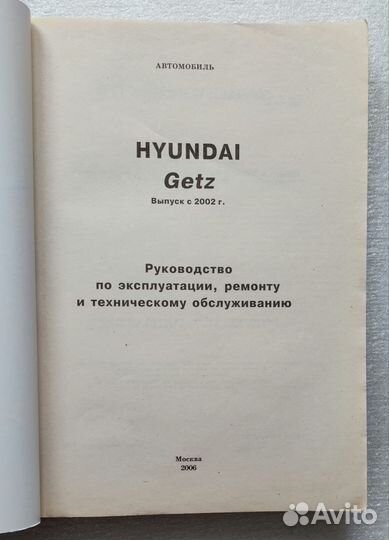 АВТОМОБИЛЬ
HYUNDAI
Getz
Выпуск с 2002 г.
Руководство
по эксплуатации, ремонту
и техническому обслуживанию
Москва
2006
Avito